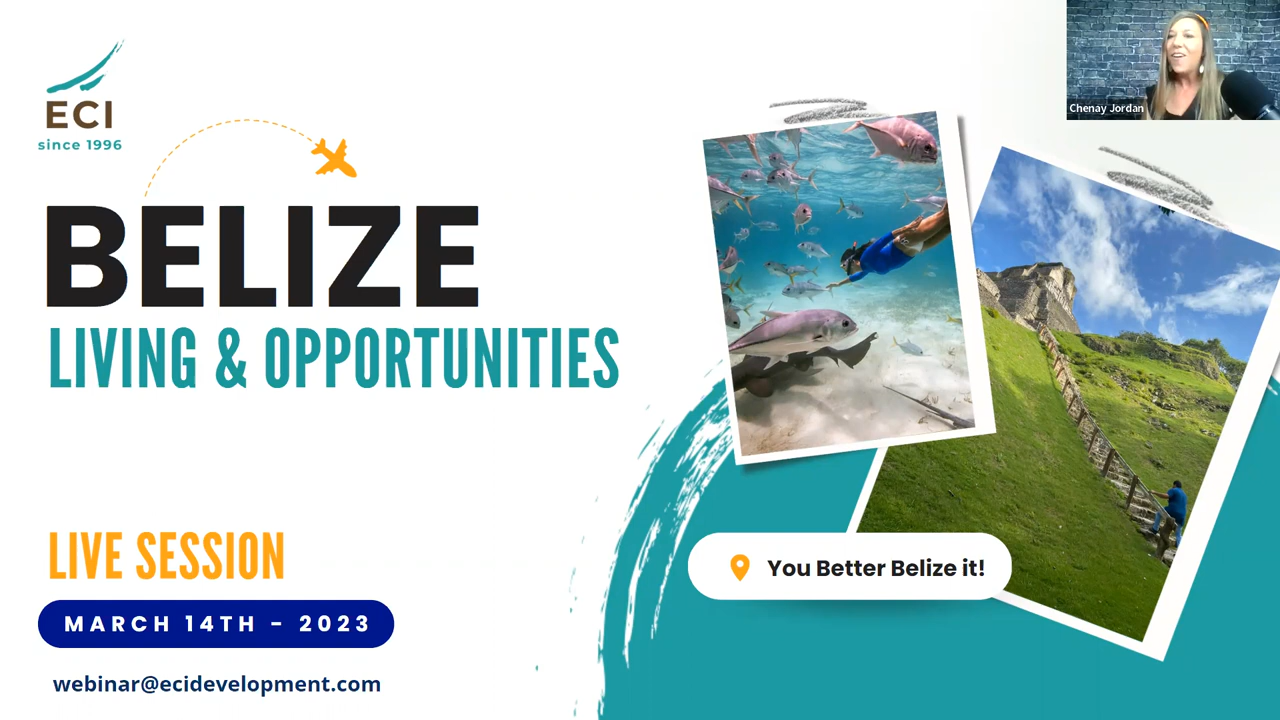 Chenay Jordan
ECI
since 1996
BELIZE
LIVING & OPPORTUNITIES
LIVE SESSION
MARCH 14TH - 2023
webinar@ecidevelopment.com
You Better Belize it!